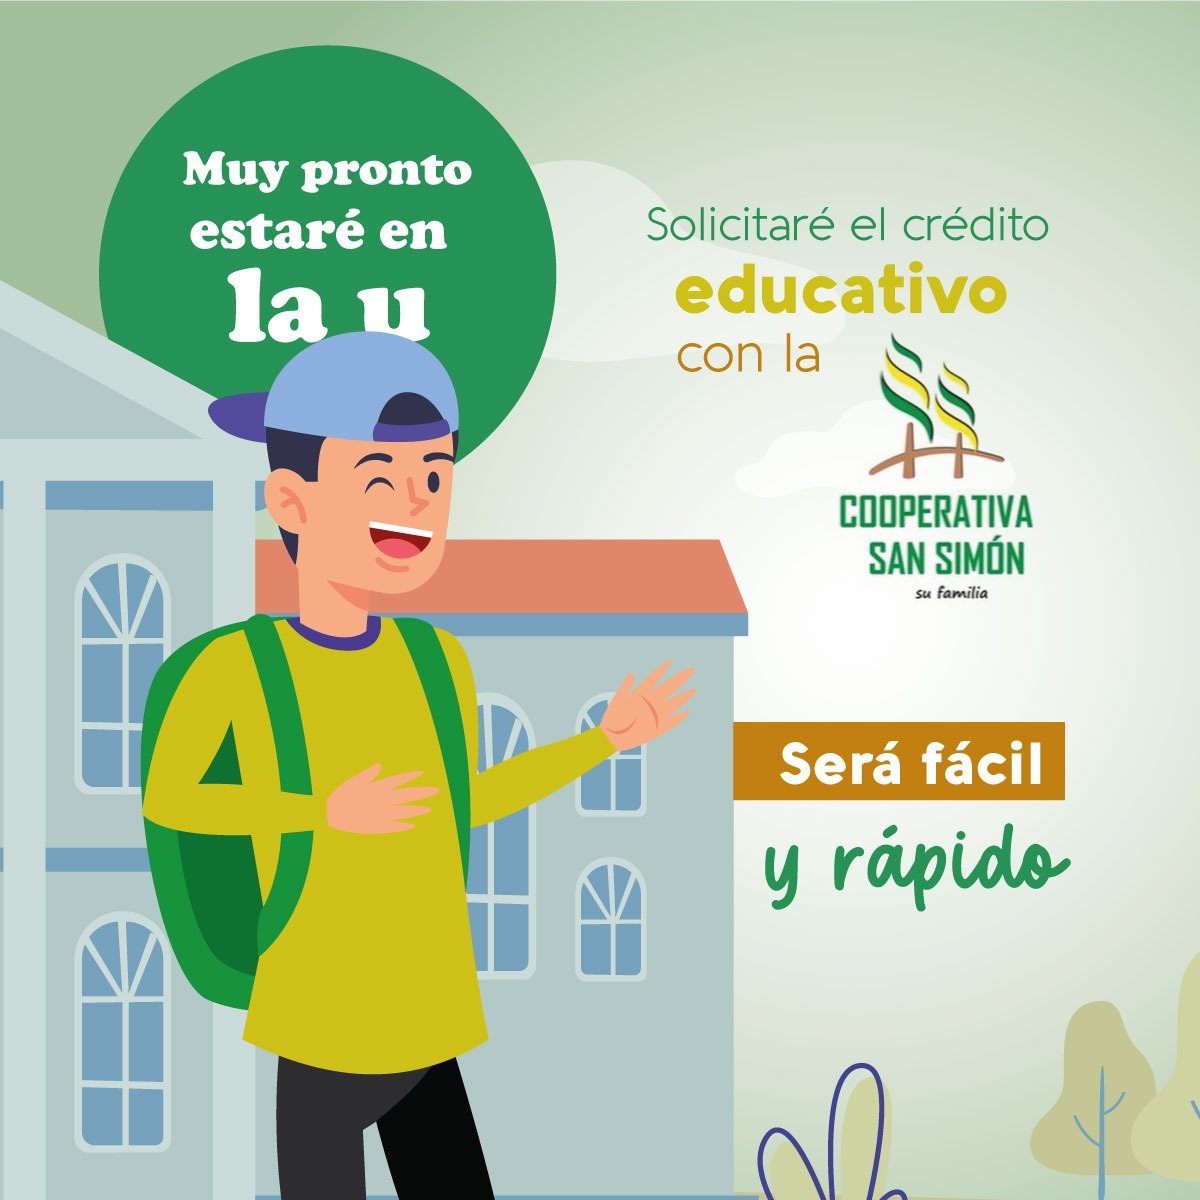 Muy pronto
estaré en
la u
Solicitaré el crédito
educativo
con la
COOPERATIVA
SAN SIMÓN
su familia
Será fácil
y rápido